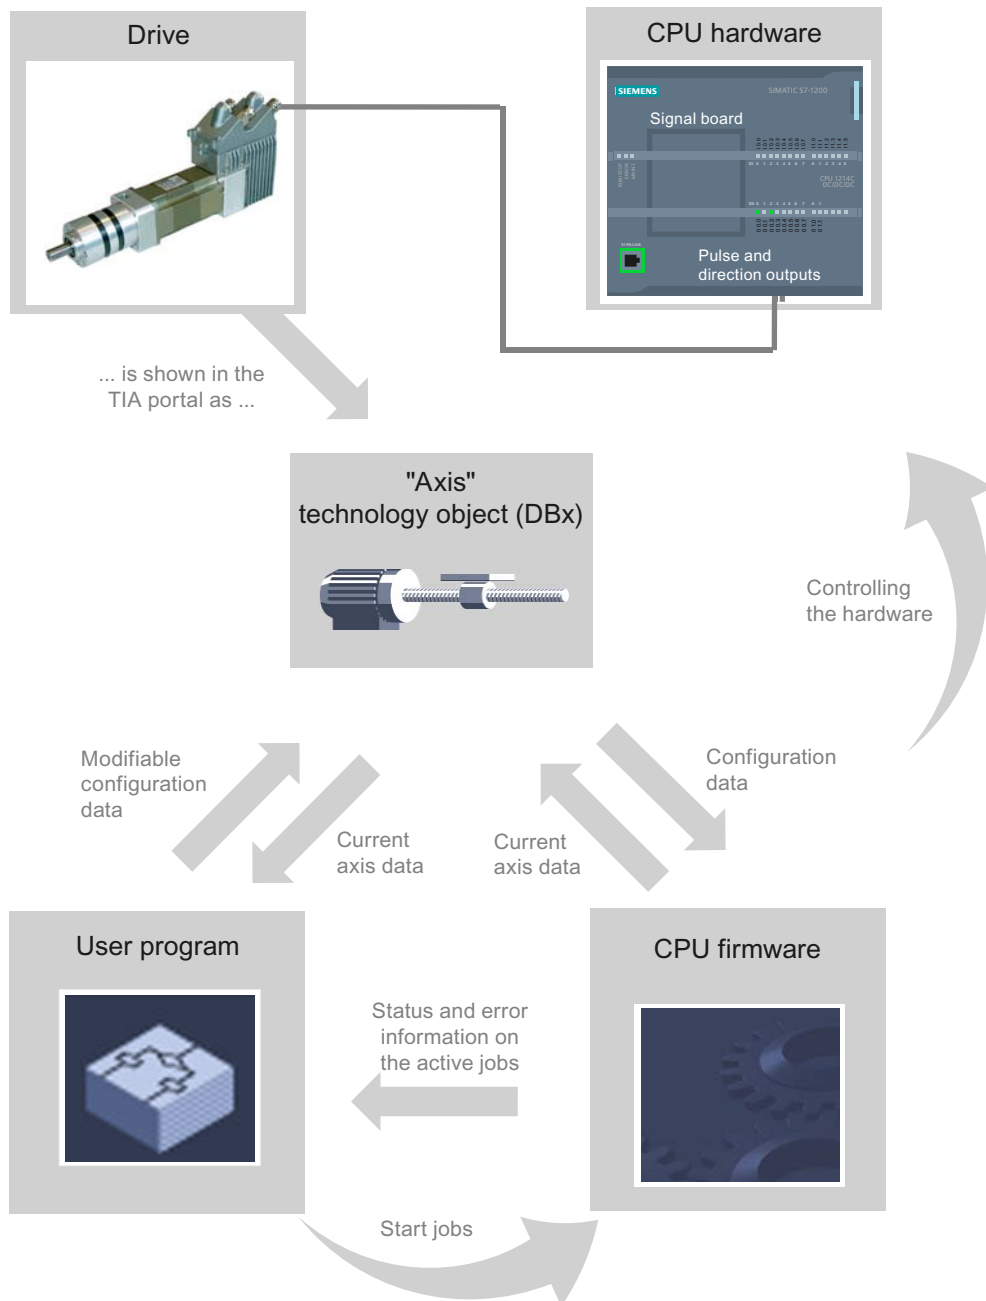 Drive
CPU hardware
SIEMENS
SIMATIC S7-1200
Signal board
CPU 1214C
DC/DC/DC
Pulse and
direction outputs
... is shown in the
TIA portal as ...
"Axis"
technology object (DBx)
Controlling
the hardware
Modifiable
configuration
data
Current
axis data
Current
axis data
Configuration
data
User program
CPU firmware
Status and error
information on
the active jobs
Start jobs